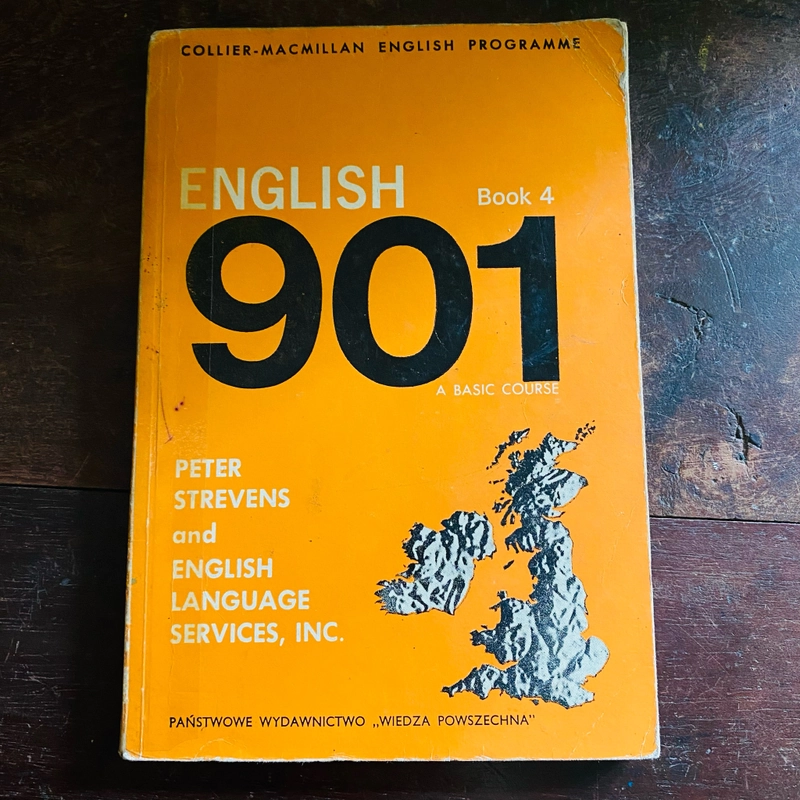 COLLIER-MACMILLAN ENGLISH PROGRAMME
ENGLISH Book 4
901
A BASIC COURSE
PETER
STREVENS
and
ENGLISH
LANGUAGE
SERVICES, INC.
PAŃSTWOWE WYDAWNICTWO „WIEDZA POWSZECHNA"